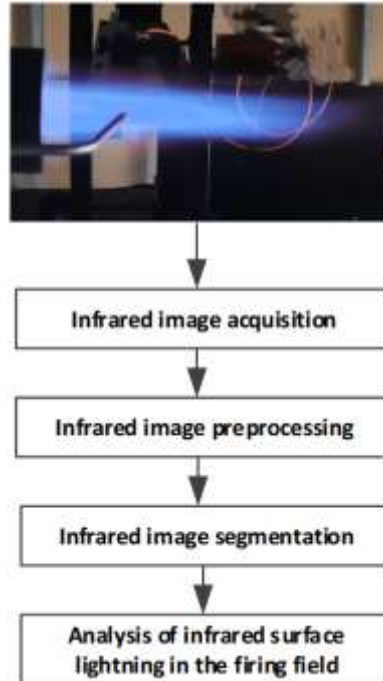 Infrared image acquisition
Infrared image preprocessing
Infrared image segmentation
Analysis of infrared surface
lightning in the firing field